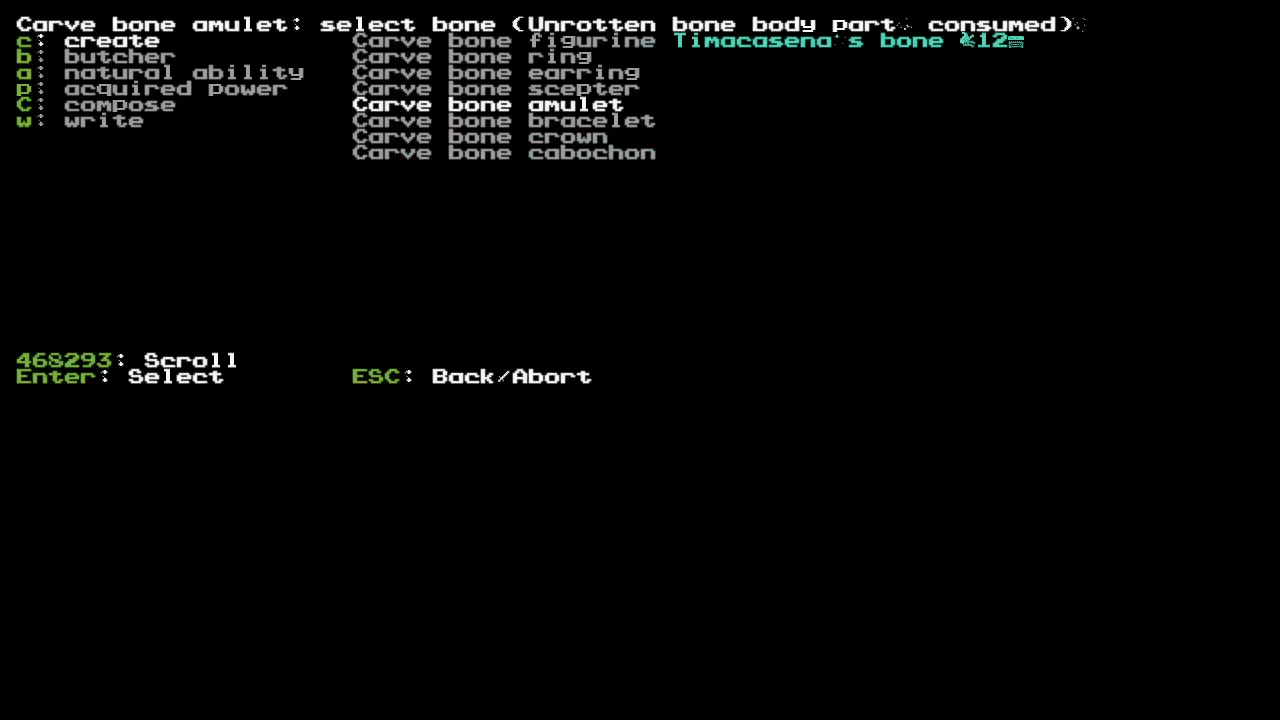 Carve bone amulet: select bone (Unrotten bone body part, consumed):
c: create Carve bone figurine Timacasena's bone 12
b: butcher Carve bone ring
a: natural ability Carve bone earring
p: acquired power Carve bone scepter
C: compose Carve bone amulet
w: write Carve bone bracelet
Carve bone crown
Carve bone cabochon
468293: Scroll
Enter: Select ESC: Back/Abort